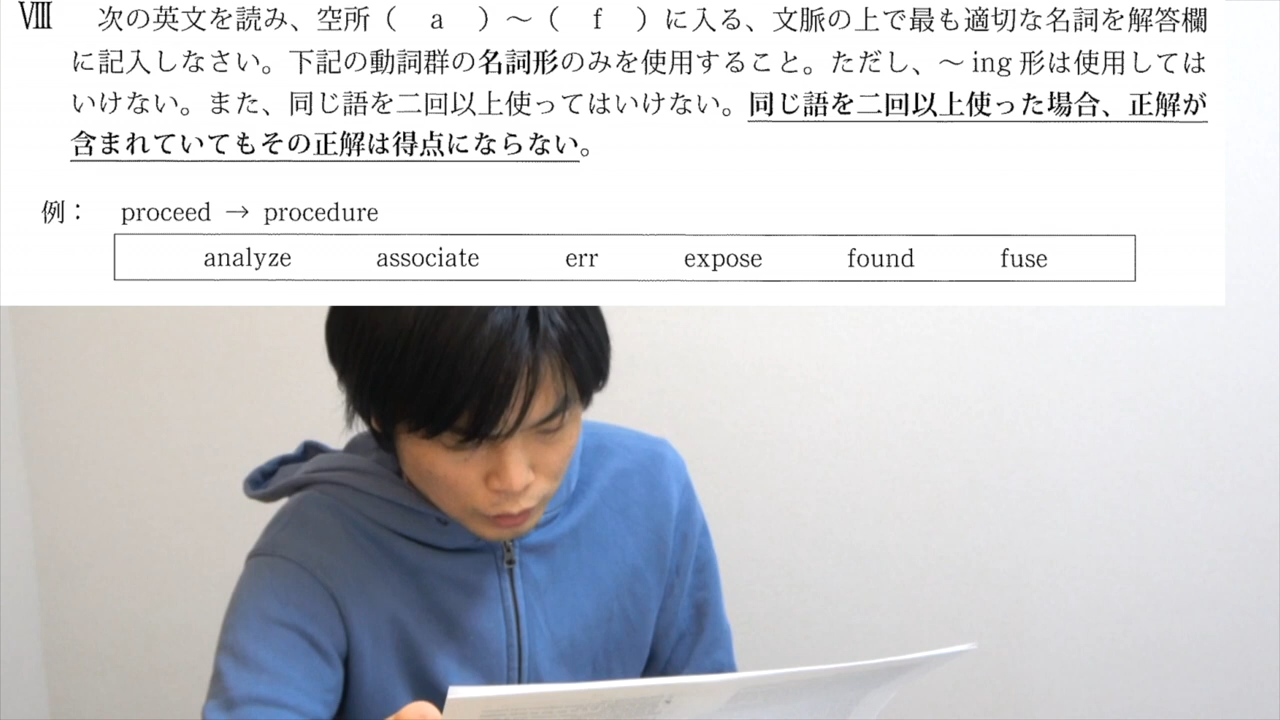 Ⅷ 次の英文を読み、空所（ a ）～（ f ）に入る、文脈の上で最も適切な名詞を解答欄
に記入しなさい。下記の動詞群の名詞形のみを使用すること。ただし、～ ing 形は使用しては
いけない。また、同じ語を二回以上使ってはいけない。同じ語を二回以上使った場合、正解が
含まれていてもその正解は得点にならない。
例： proceed → procedure
analyze associate err expose found fuse